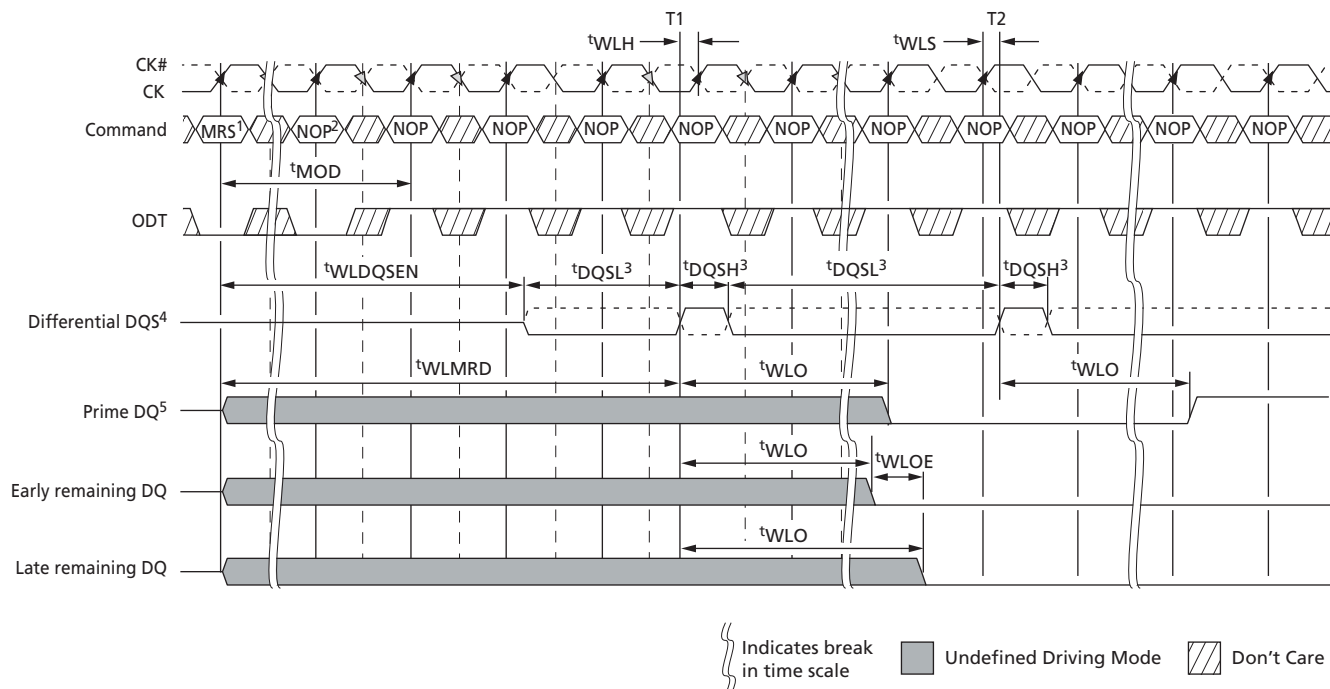 T1 T2
tWLH tWLS
CK#
CK
Command MRS1 NOP2 NOP NOP NOP NOP NOP NOP NOP NOP NOP NOP
tMOD
ODT
tWLDQSEN tDQSL3 tDQSH3 tDQSL3 tDQSH3
Differential DQS4
tWLMRD tWLO tWLO
Prime DQ5
tWLO tWLOE
Early remaining DQ
tWLO
Late remaining DQ
Indicates break
in time scale
Undefined Driving Mode
Don't Care